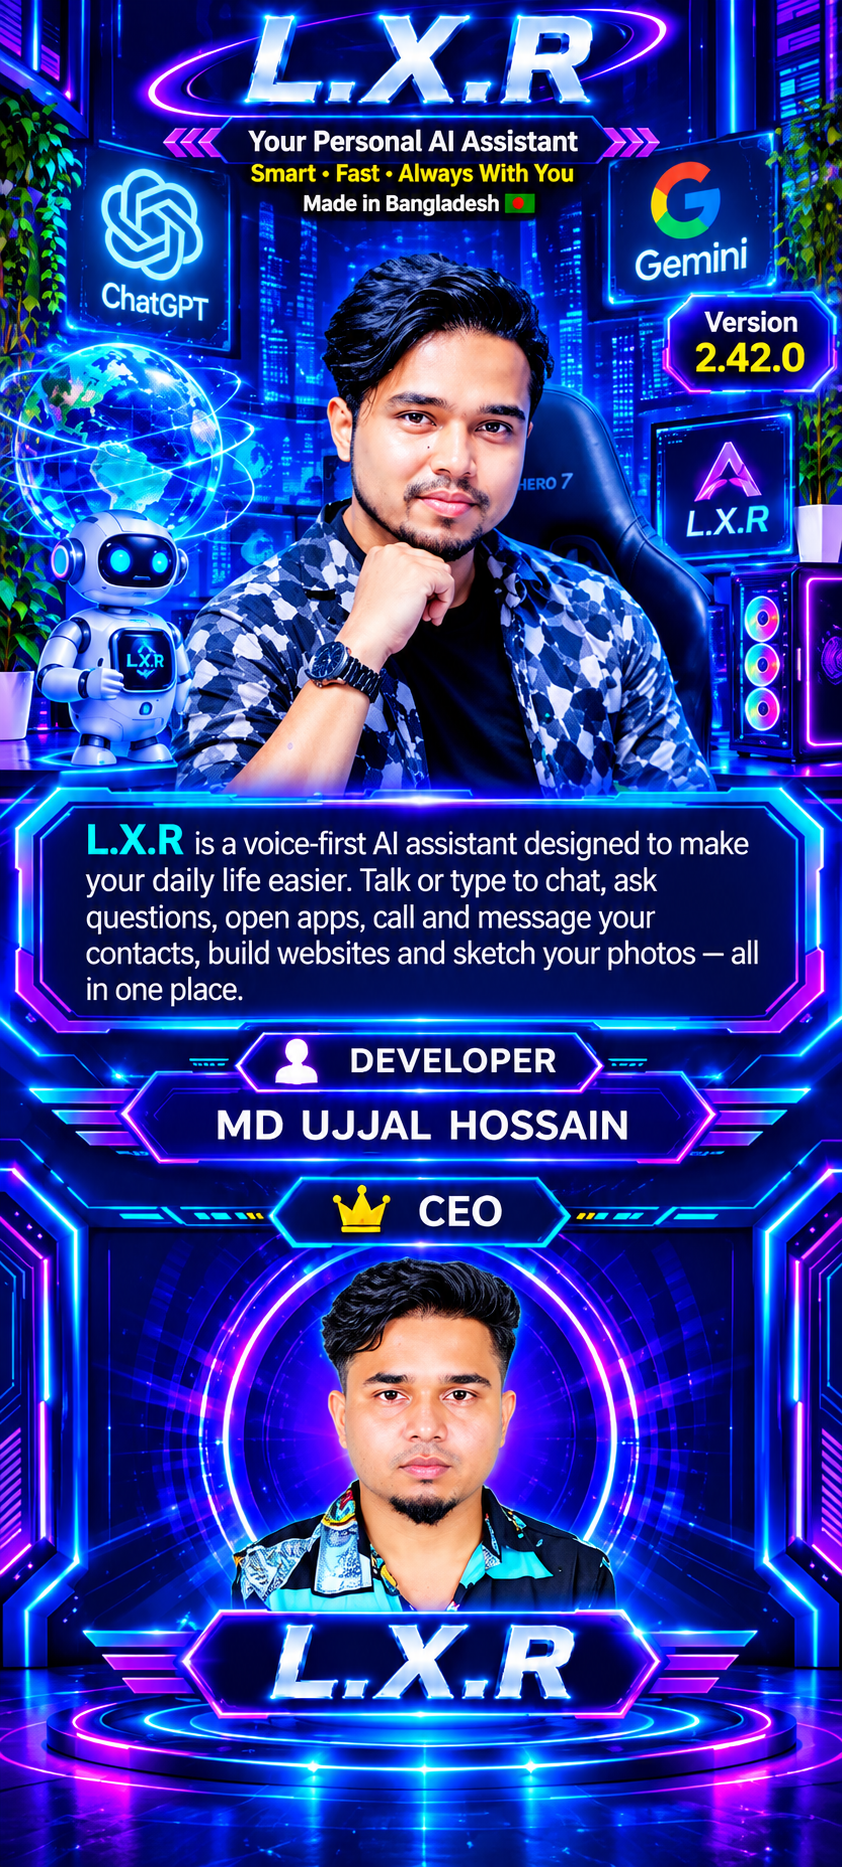 L.X.R
Your Personal AI Assistant
Smart • Fast • Always With You
Made in Bangladesh
ChatGPT
Gemini
Version
2.42.0
HERO 7
L.X.R
L.X.R
L.X.R is a voice-first AI assistant designed to make
your daily life easier. Talk or type to chat, ask
questions, open apps, call and message your
contacts, build websites and sketch your photos — all
in one place.
DEVELOPER
MD UJJAL HOSSAIN
CEO
L.X.R